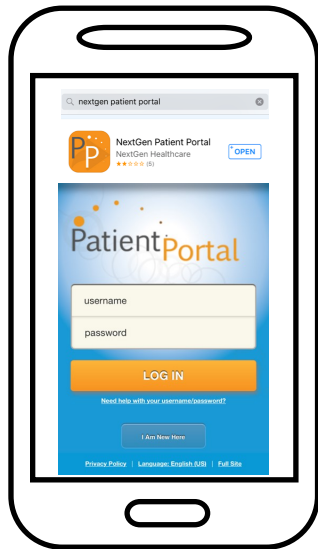 nextgen patient portal
PP
NextGen Patient Portal
NextGen Healthcare
(5)
OPEN
PatientPortal
username
password
LOG IN
Need help with your username/password?
I Am New Here
Privacy Policy | Language: English (US) | Full Site